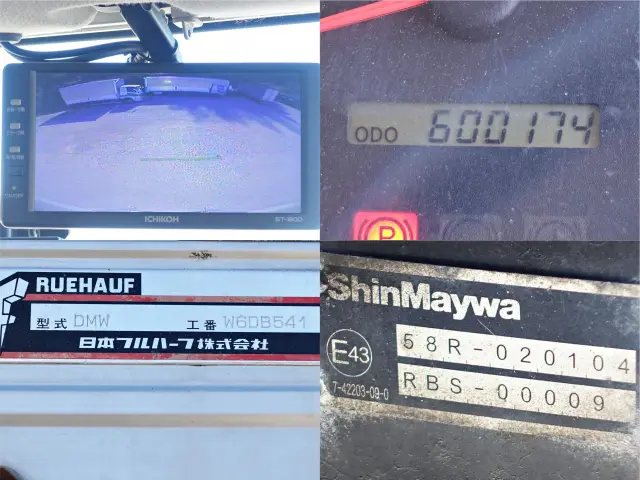 ICHIKOH
ODO 600174
P
RUEHAUF
型式 DMW 工番 W6DB541
日本フルハーフ株式会社
ShinMaywa
E43
58R-020104
RBS-00009
7-42203-09-0